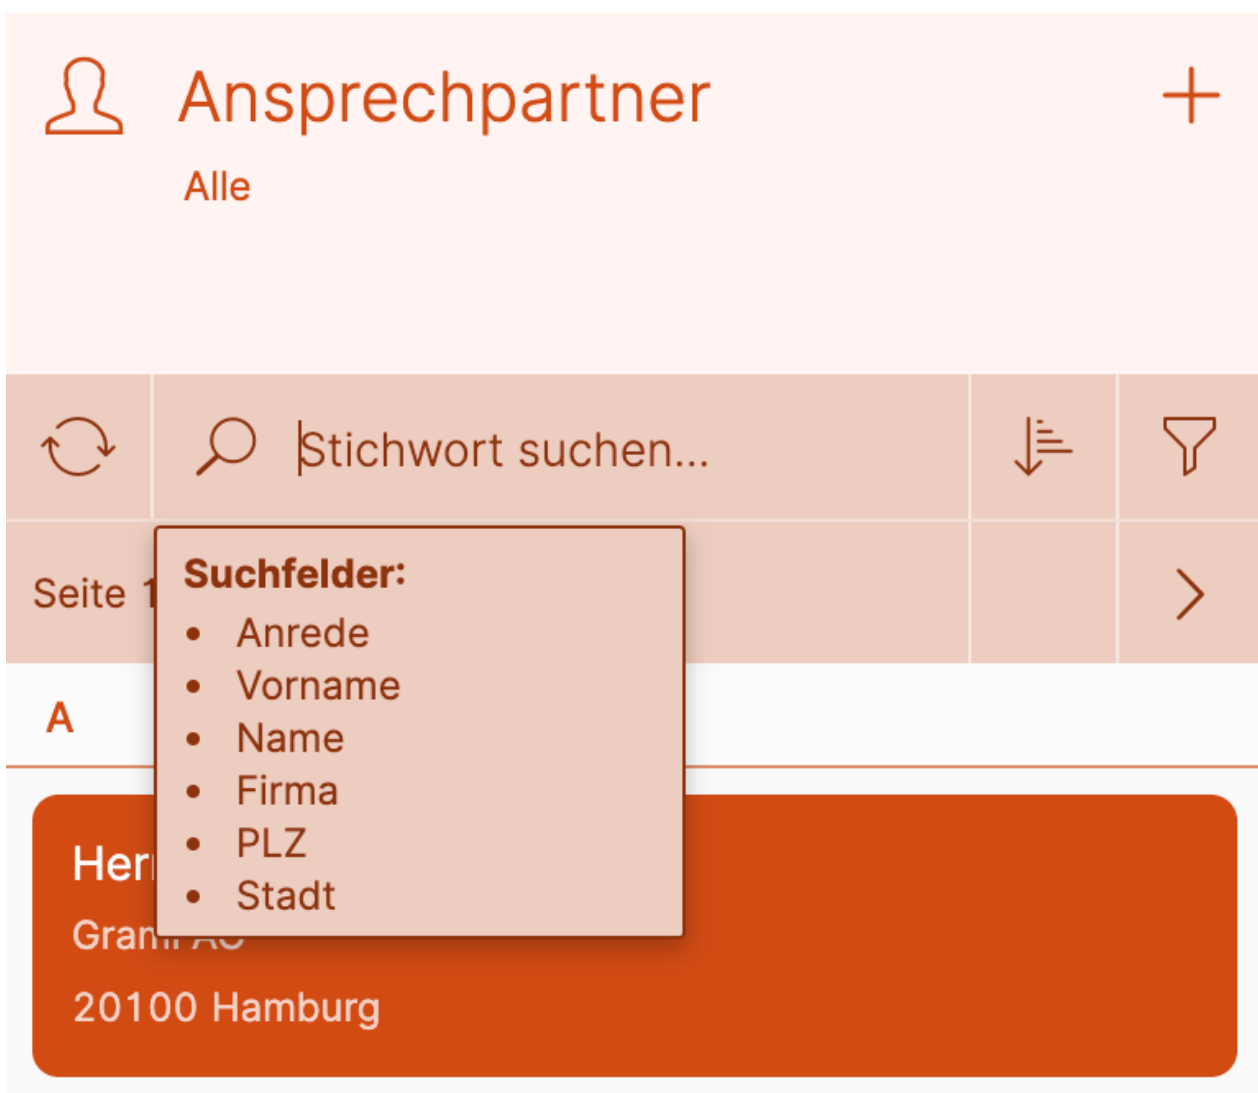 Ansprechpartner
Alle
Stichwort suchen...
Seite
Suchfelder:
• Anrede
• Vorname
• Name
• Firma
• PLZ
• Stadt
A
20100 Hamburg